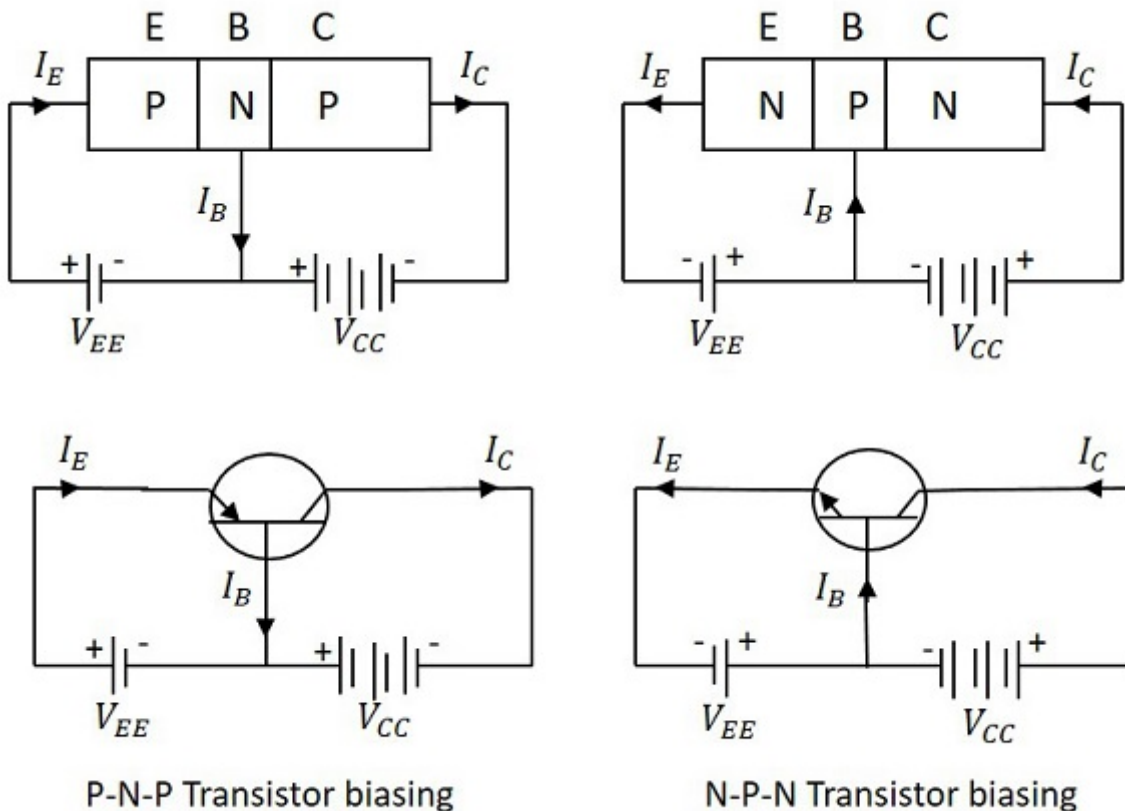 E B C
E B C
I_E
I_C
I_E
I_C
P N P
N P N
I_B
I_B
+ - + -
- + - +
V_EE
V_CC
V_EE
V_CC
I_E
I_C
I_E
I_C
I_B
I_B
+ - + -
- + - +
V_EE
V_CC
V_EE
V_CC
P-N-P Transistor biasing
N-P-N Transistor biasing